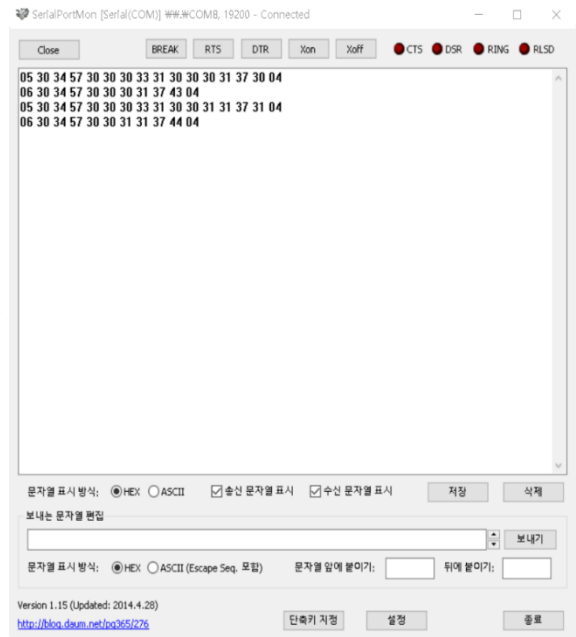 SerialPortMon [Serial(COM)] ₩₩.₩COM8, 19200 - Connected
Close BREAK RTS DTR Xon Xoff CTS DSR RING RLSD
05 30 34 57 30 30 30 33 31 30 30 30 31 37 30 04
06 30 34 57 30 30 30 31 37 43 04
05 30 34 57 30 30 30 33 31 30 30 31 31 37 31 04
06 30 34 57 30 30 31 31 37 44 04
문자열 표시 방식: HEX ASCII 송신 문자열 표시 수신 문자열 표시 저장 삭제
보내는 문자열 편집
보내기
문자열 표시 방식: HEX ASCII (Escape Seq. 포함) 문자열 앞에 붙이기: 뒤에 붙이기:
Version 1.15 (Updated: 2014.4.28)
http://blog.daum.net/pg365/276
단축키 지정 설정 종료